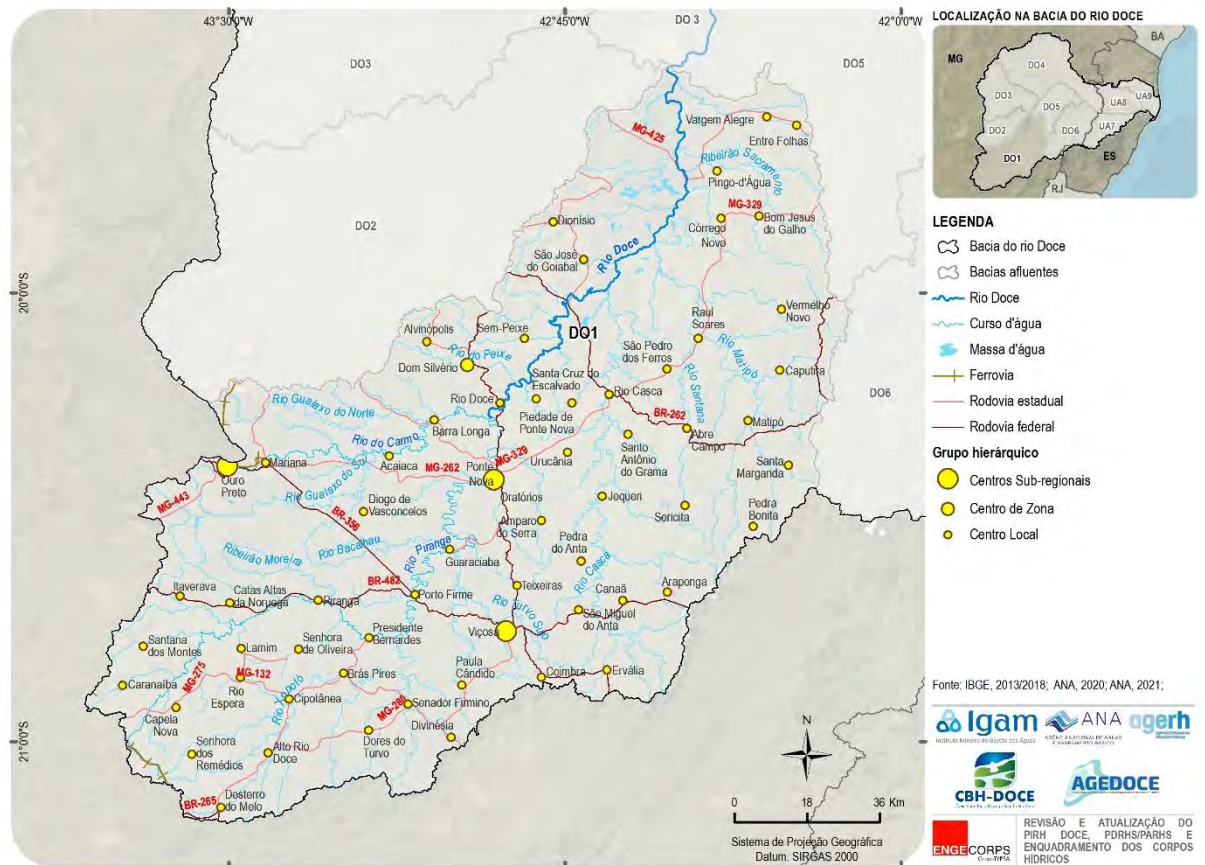 43°30'0"W
42°45'0"W
42°0'0"W
20°0'0"S
21°0'0"S
DO 3
DO3
DO5
DO2
DO6
DO1
MG-425
Vargem Alegre
Entre Folhas
Ribeirão Sacramento
Pingo-d'Água
MG-329
Dionísio
Córrego
Novo
Bom Jesus
do Galho
São José
do Goiabal
Rio Doce
Vermelho
Novo
Raul
Soares
Alvinópolis
Sem-Peixe
Rio do Peixe
São Pedro
dos Ferros
Rio Matipó
Dom Silvério
Santa Cruz do
Escalvado
Caputira
Rio Doce
Rio Casca
Rio Santana
Piedade de
Ponte Nova
BR-262
Rio Gualaxo do Norte
Barra Longa
Abre
Campo
Matipó
Rio do Carmo
MG-329
Santo
Antônio
do Grama
Mariana
Acaiaca
MG-262
Ponte
Nova
Urucânia
Santa
Margarida
Ouro
Preto
Rio Gualaxo do Sul
MG-443
Diogo de
Vasconcelos
Oratórios
Jequeri
Sericita
Pedra
Bonita
BR-356
Amparo
do Serra
Rio Bacalhau
Rio Piranga
Guaraciaba
Pedra
do Anta
Ribeirão Moreira
Rio Casca
Itaverava
Catas Altas
da Noruega
BR-482
Piranga
Porto Firme
Teixeiras
Canaã
Araponga
Rio Turvo Sujo
São Miguel
do Anta
Viçosa
Santana
dos Montes
Lamim
Senhora
de Oliveira
Presidente
Bernardes
Caranaíba
MG-275
MG-132
Rio
Espera
Brás Pires
Paula
Cândido
Coimbra
Ervália
Rio Xopotó
Cipotânea
Capela
Nova
MG-280
Senador Firmino
Divinésia
Dores do
Turvo
Senhora
dos
Remédios
Alto Rio
Doce
BR-265
Desterro
do Melo
N
0 18 36 Km
Sistema de Projeção Geográfica
Datum: SIRGAS 2000
LOCALIZAÇÃO NA BACIA DO RIO DOCE
MG
BA
DO4
DO3
DO5
UA8
UA9
DO2
DO6
UA7
DO1
ES
RJ
LEGENDA
Bacia do rio Doce
Bacias afluentes
Rio Doce
Curso d'água
Massa d'água
Ferrovia
Rodovia estadual
Rodovia federal
Grupo hierárquico
Centros Sub-regionais
Centro de Zona
Centro Local
Fonte: IBGE, 2013/2018; ANA, 2020; ANA, 2021;
Igam
Instituto Mineiro de Gestão das Águas
ANA
agerh
CBH-DOCE
AGEDOCE
ENGECORPS
REVISÃO E ATUALIZAÇÃO DO
PIRH DOCE, PDRHS/PARHS E
ENQUADRAMENTO DOS CORPOS
HÍDRICOS